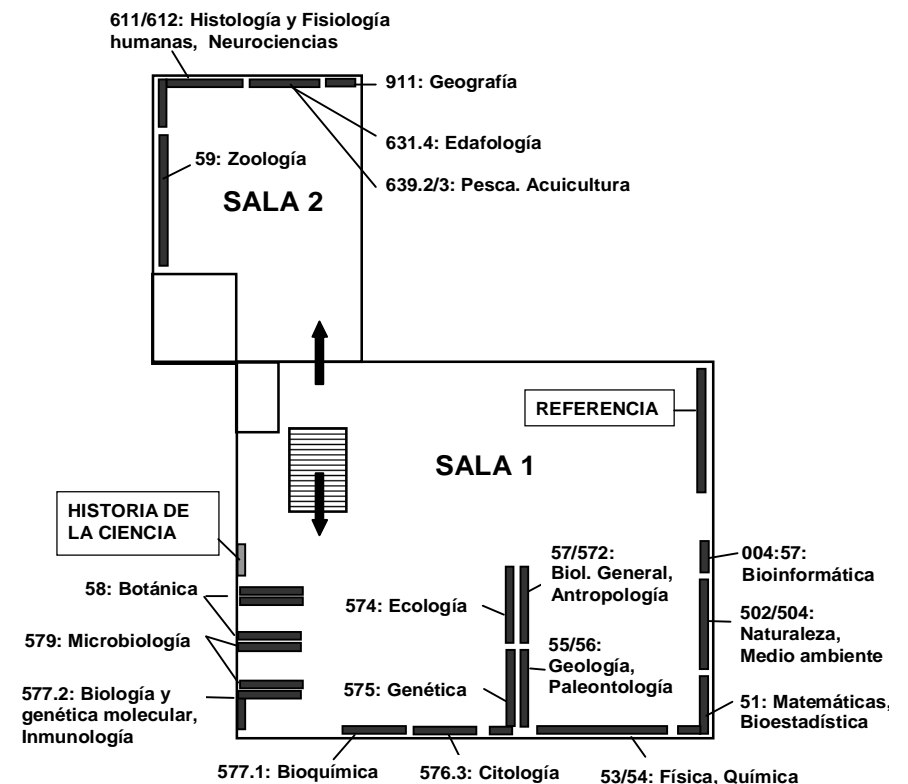 611/612: Histología y Fisiología
humanas, Neurociencias
911: Geografía
631.4: Edafología
59: Zoología
639.2/3: Pesca. Acuicultura
SALA 2
REFERENCIA
SALA 1
HISTORIA DE
LA CIENCIA
57/572:
Biol. General,
Antropología
004:57:
Bioinformática
58: Botánica
574: Ecología
502/504:
Naturaleza,
Medio ambiente
579: Microbiología
55/56:
Geología,
Paleontología
575: Genética
577.2: Biología y
genética molecular,
Inmunología
51: Matemáticas,
Bioestadística
577.1: Bioquímica
576.3: Citología
53/54: Física, Química